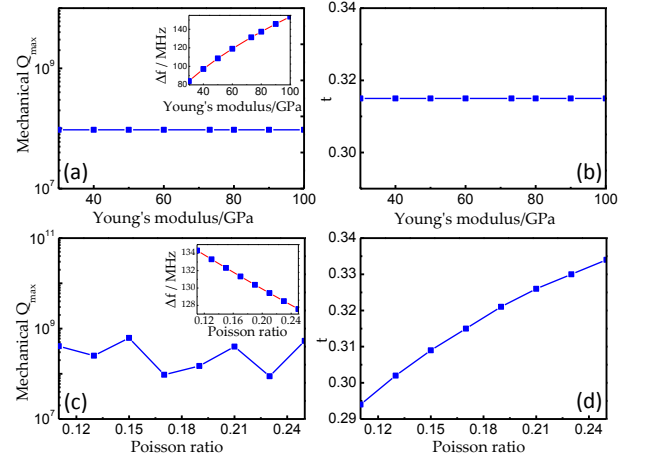 Mechanical Q_max
10^9
10^7
(a)
40 60 80 100
Young's modulus/GPa
Δf / MHz
140
120
100
80
40 60 80 100
Young's modulus/GPa
t
0.34
0.32
0.30
(b)
40 60 80 100
Young's modulus/GPa
Mechanical Q_max
10^11
10^9
10^7
(c)
0.12 0.15 0.18 0.21 0.24
Poisson ratio
Δf / MHz
134
132
130
128
0.12 0.16 0.20 0.24
Poisson ratio
t
0.34
0.33
0.32
0.30
0.29
(d)
0.12 0.15 0.18 0.21 0.24
Poisson ratio